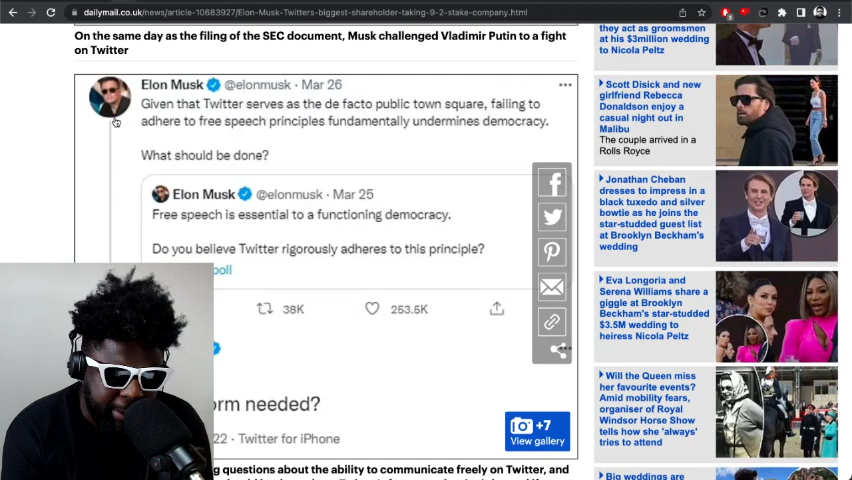 dailymail.co.uk/news/article-10683927/Elon-Musk-Twitters-biggest-shareholder-taking-9-2-stake-company.html
On the same day as the filing of the SEC document, Musk challenged Vladimir Putin to a fight
on Twitter
Elon Musk @elonmusk · Mar 26
Given that Twitter serves as the de facto public town square, failing to
adhere to free speech principles fundamentally undermines democracy.
What should be done?
Elon Musk @elonmusk · Mar 25
Free speech is essential to a functioning democracy.
Do you believe Twitter rigorously adheres to this principle?
poll
38K
253.5K
orm needed?
22 · Twitter for iPhone
+7
View gallery
g questions about the ability to communicate freely on Twitter, and
they act as groomsmen
at his $3million wedding
to Nicola Peltz
Scott Disick and new
girlfriend Rebecca
Donaldson enjoy a
casual night out in
Malibu
The couple arrived in a
Rolls Royce
Jonathan Cheban
dresses to impress in a
black tuxedo and silver
bowtie as he joins the
star-studded guest list
at Brooklyn Beckham's
wedding
Eva Longoria and
Serena Williams share a
giggle at Brooklyn
Beckham's star-studded
$3.5M wedding to
heiress Nicola Peltz
Will the Queen miss
her favourite events?
Amid mobility fears,
organiser of Royal
Windsor Horse Show
tells how she 'always'
tries to attend
Big weddings are